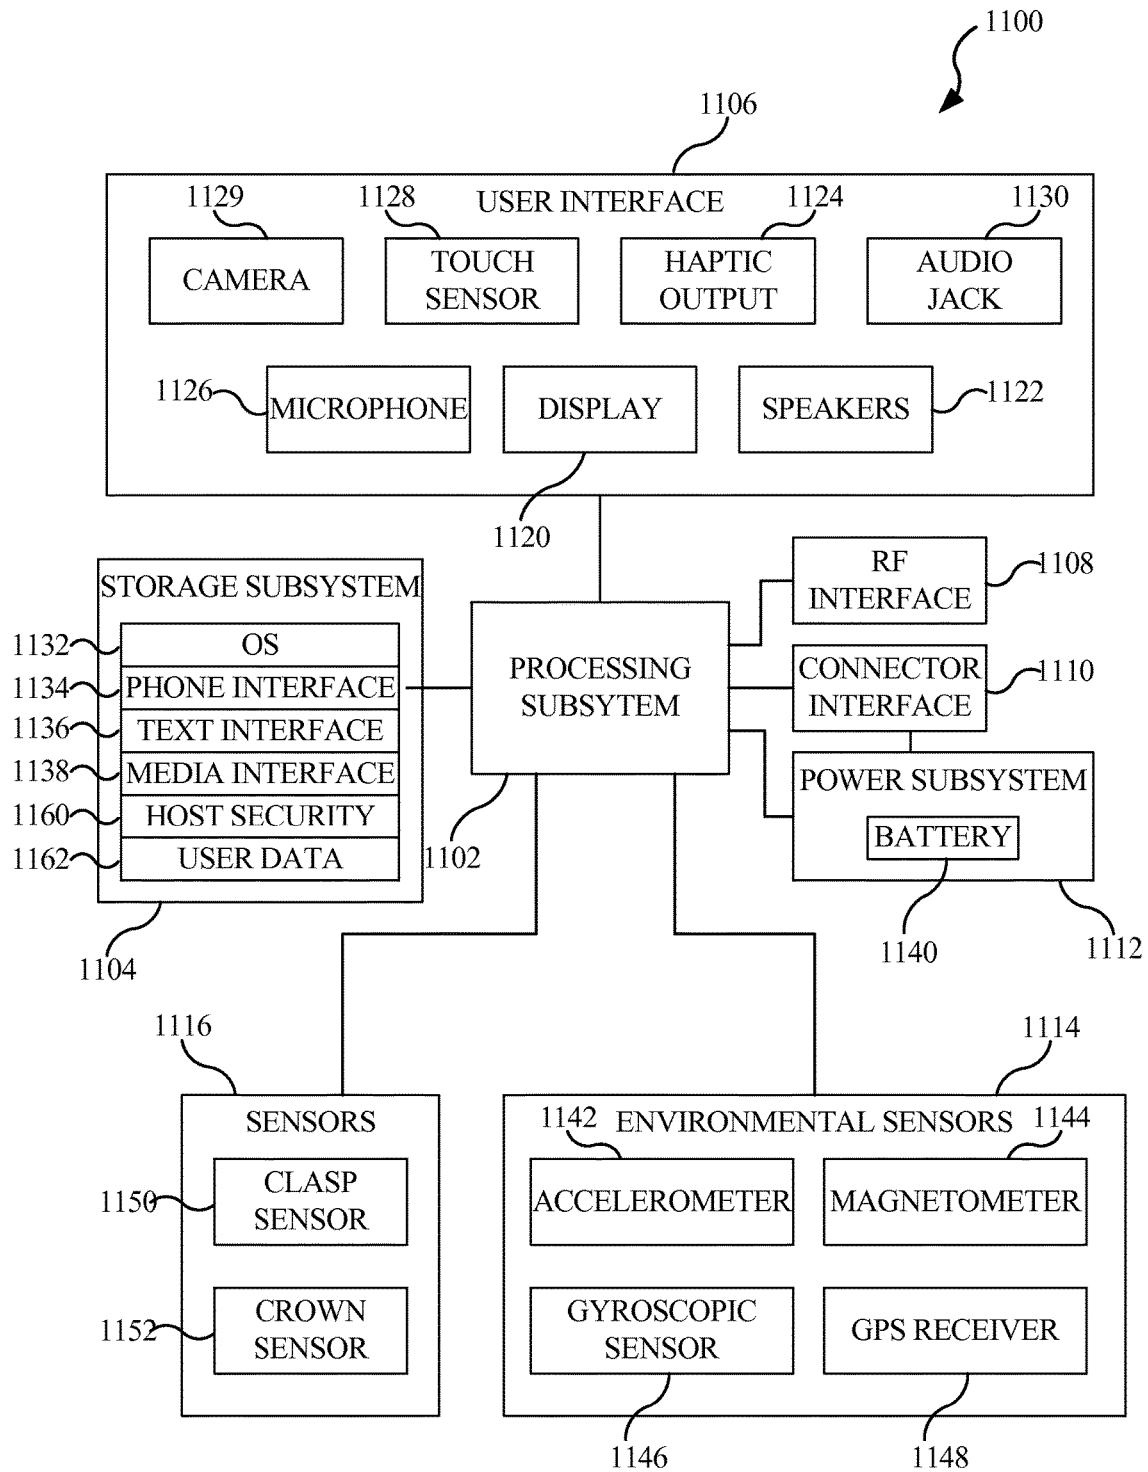 1100
1106
1129
1128
USER INTERFACE
1124
1130
CAMERA
TOUCH
SENSOR
HAPTIC
OUTPUT
AUDIO
JACK
1126
MICROPHONE
DISPLAY
SPEAKERS
1122
1120
STORAGE SUBSYSTEM
1132
OS
1134
PHONE INTERFACE
1136
TEXT INTERFACE
1138
MEDIA INTERFACE
1160
HOST SECURITY
1162
USER DATA
1104
PROCESSING
SUBSYTEM
1102
RF
INTERFACE
1108
CONNECTOR
INTERFACE
1110
POWER SUBSYSTEM
BATTERY
1140
1112
1116
SENSORS
1150
CLASP
SENSOR
1152
CROWN
SENSOR
1114
1142
ENVIRONMENTAL SENSORS
1144
ACCELEROMETER
MAGNETOMETER
GYROSCOPIC
SENSOR
GPS RECEIVER
1146
1148